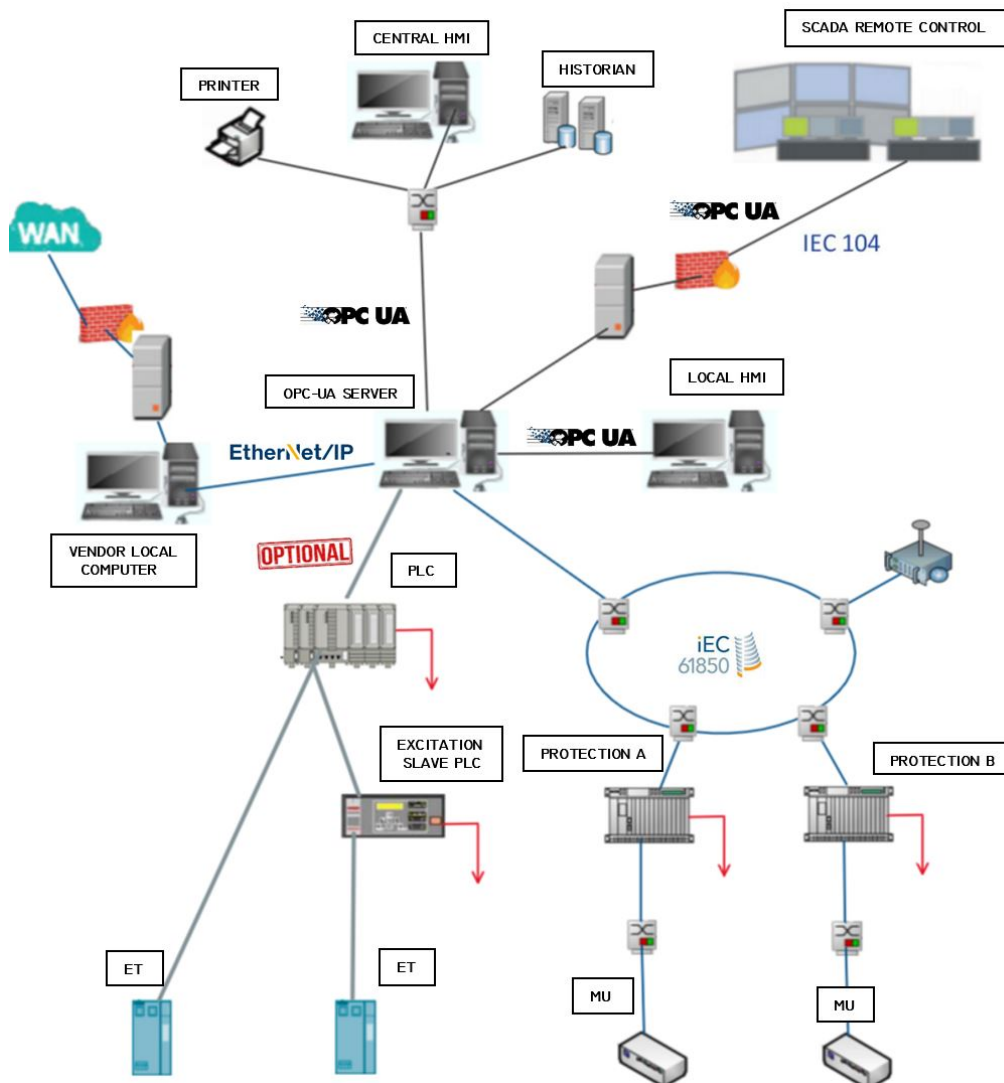 SCADA REMOTE CONTROL
CENTRAL HMI
HISTORIAN
PRINTER
OPC UA
WAN
IEC 104
OPC UA
LOCAL HMI
OPC-UA SERVER
OPC UA
EtherNet/IP
OPTIONAL
VENDOR LOCAL
COMPUTER
PLC
iEC
61850
EXCITATION
SLAVE PLC
PROTECTION A
PROTECTION B
ET
ET
MU
MU